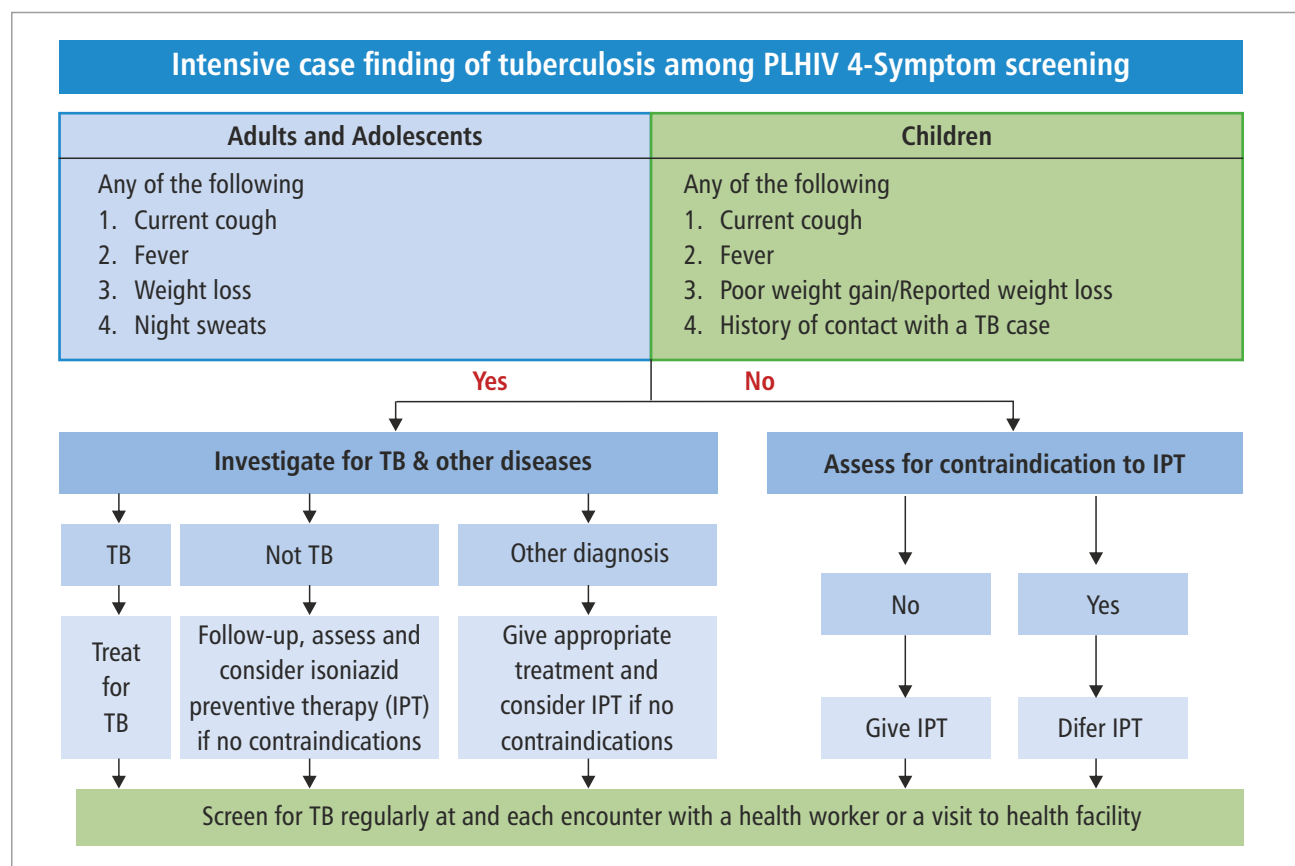 Intensive case finding of tuberculosis among PLHIV 4-Symptom screening
Adults and Adolescents
Any of the following
1. Current cough
2. Fever
3. Weight loss
4. Night sweats
Children
Any of the following
1. Current cough
2. Fever
3. Poor weight gain/Reported weight loss
4. History of contact with a TB case
Yes
No
Investigate for TB & other diseases
Assess for contraindication to IPT
TB
Not TB
Other diagnosis
No
Yes
Treat
for
TB
Follow-up, assess and
consider isoniazid
preventive therapy (IPT)
if no contraindications
Give appropriate
treatment and
consider IPT if no
contraindications
Give IPT
Difer IPT
Screen for TB regularly at and each encounter with a health worker or a visit to health facility